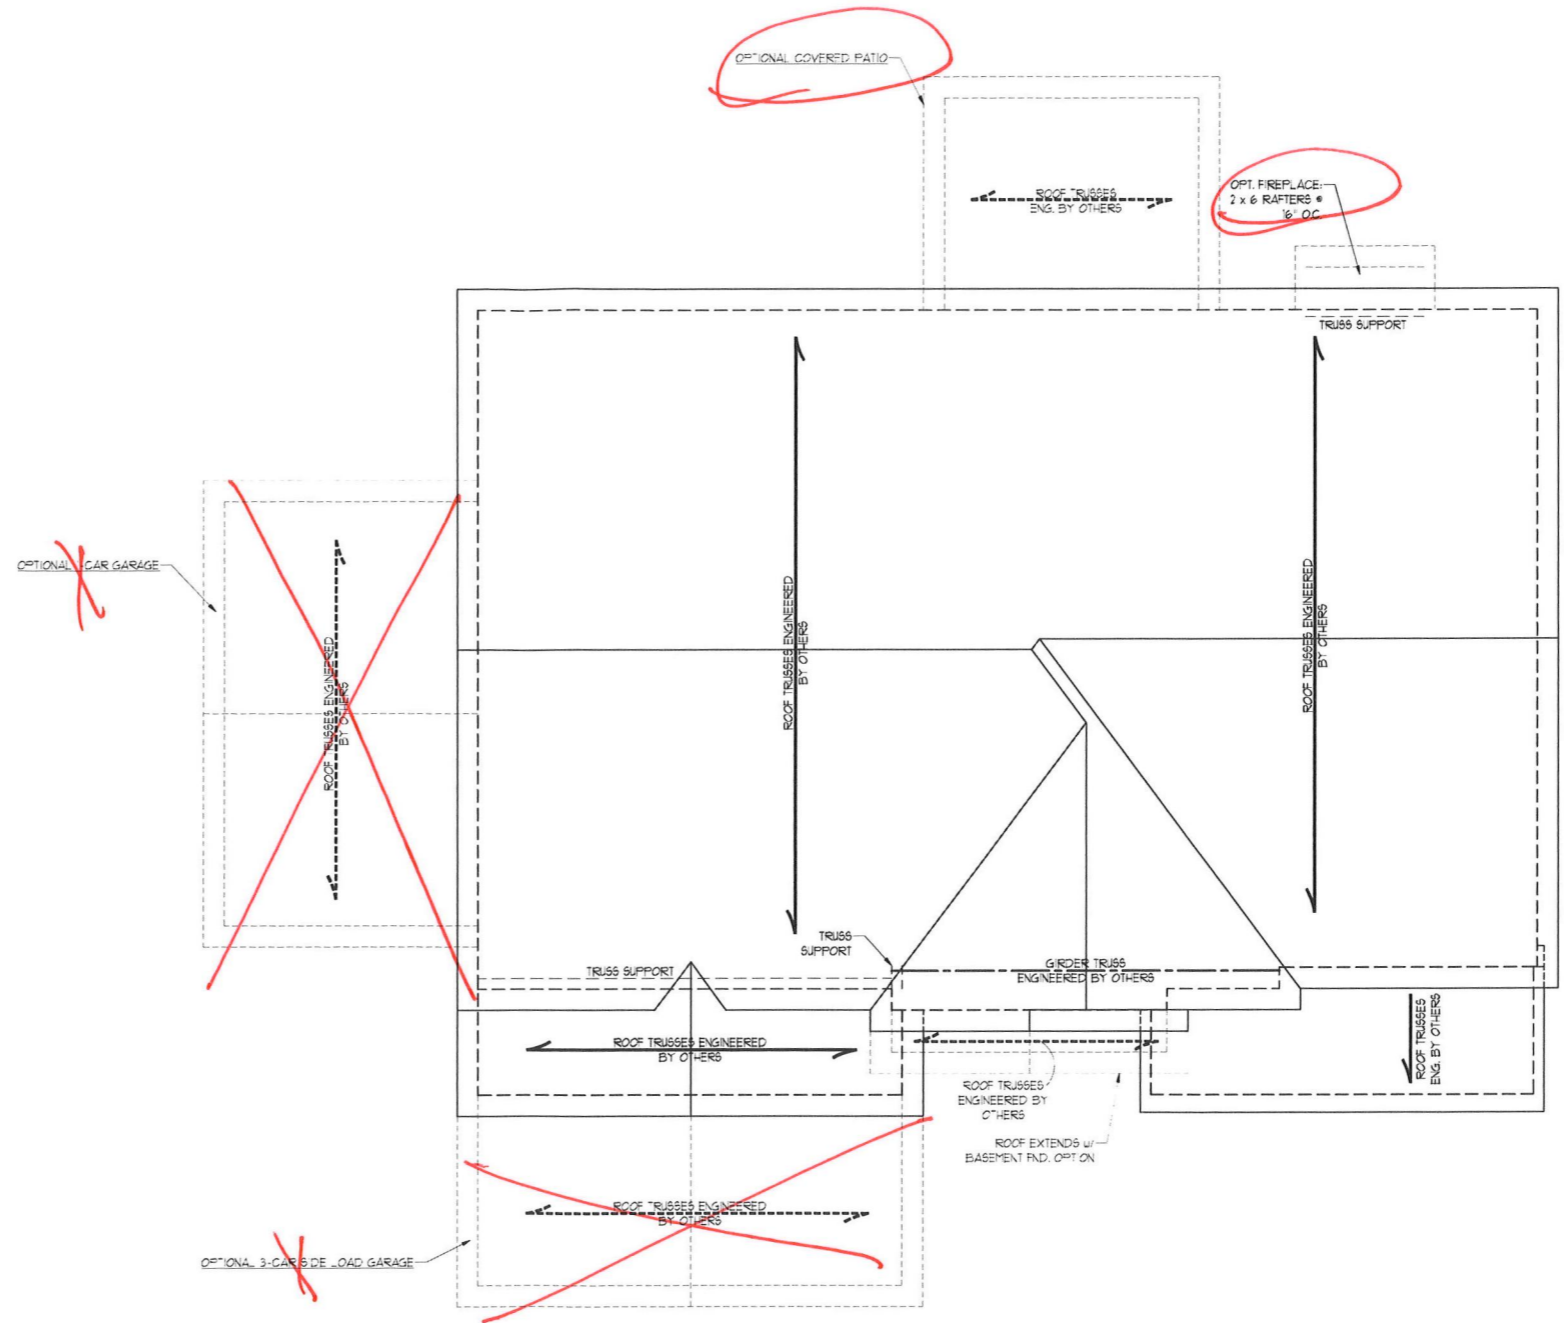 OPTIONAL COVERED PATIO
ROOF TRUSSES
ENG. BY OTHERS
OPT. FIREPLACE:
2 x 6 RAFTERS @
16" O.C.
TRUSS SUPPORT
OPTIONAL -CAR GARAGE
ROOF TRUSSES ENGINEERED
BY OTHERS
ROOF TRUSSES ENGINEERED
BY OTHERS
ROOF TRUSSES ENGINEERED
BY OTHERS
TRUSS
SUPPORT
TRUSS SUPPORT
GIRDER TRUSS
ENGINEERED BY OTHERS
ROOF TRUSSES ENGINEERED
BY OTHERS
ROOF TRUSSES
ENG. BY OTHERS
ROOF TRUSSES
ENGINEERED BY
OTHERS
ROOF EXTENDS w/
BASEMENT FND. OPTION
ROOF TRUSSES ENGINEERED
BY OTHERS
OPTIONAL 3-CAR SIDE LOAD GARAGE